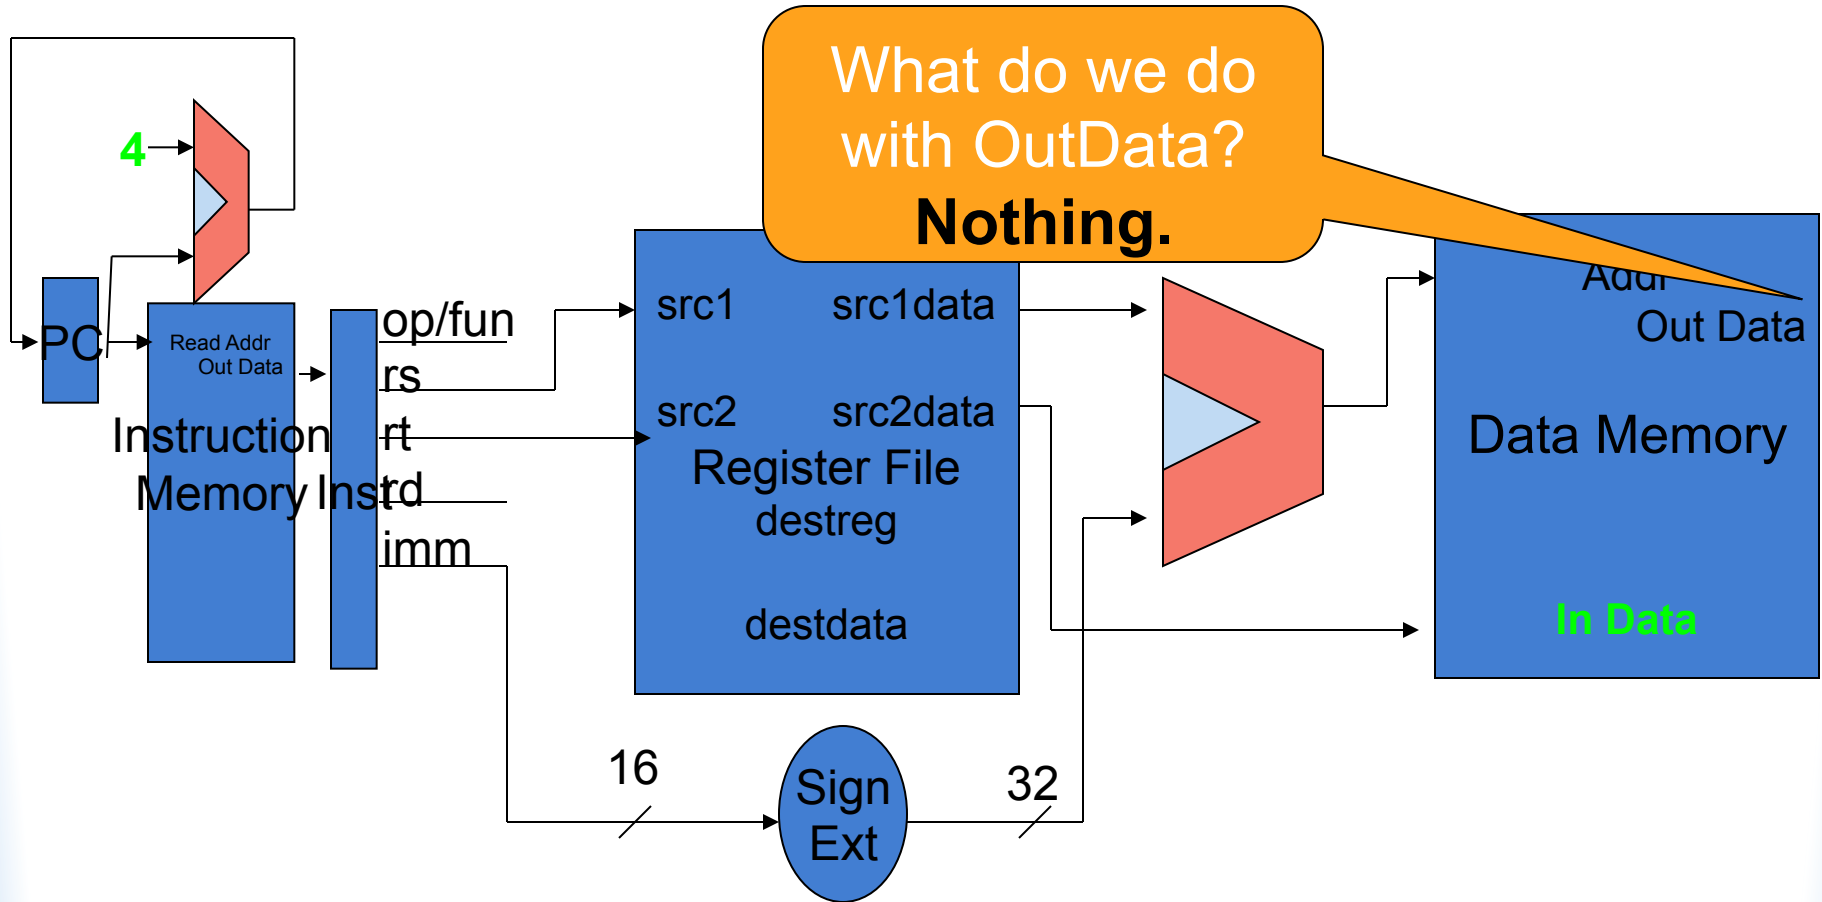 What do we do
with OutData?
Nothing.
4
PC
Read Addr
Out Data
Instruction
Memory
Inst
op/fun
rs
rt
rd
imm
src1
src1data
src2
src2data
Register File
destreg
destdata
Addr
Out Data
Data Memory
In Data
16
Sign
Ext
32